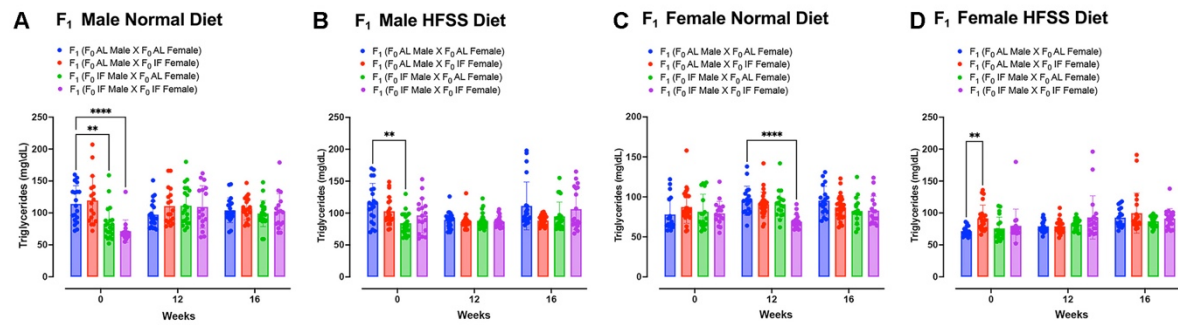 A F₁ Male Normal Diet
F₁ (F₀ AL Male X F₀ AL Female)
F₁ (F₀ AL Male X F₀ IF Female)
F₁ (F₀ IF Male X F₀ AL Female)
F₁ (F₀ IF Male X F₀ IF Female)
Triglycerides (mg\dL)
250
200
150
100
50
0
****
**
0 12 16
Weeks
B F₁ Male HFSS Diet
F₁ (F₀ AL Male X F₀ AL Female)
F₁ (F₀ AL Male X F₀ IF Female)
F₁ (F₀ IF Male X F₀ AL Female)
F₁ (F₀ IF Male X F₀ IF Female)
Triglycerides (mg\dL)
250
200
150
100
50
0
**
0 12 16
Weeks
C F₁ Female Normal Diet
F₁ (F₀ AL Male X F₀ AL Female)
F₁ (F₀ AL Male X F₀ IF Female)
F₁ (F₀ IF Male X F₀ AL Female)
F₁ (F₀ IF Male X F₀ IF Female)
Triglycerides (mg\dL)
200
150
100
50
0
****
0 12 16
Weeks
D F₁ Female HFSS Diet
F₁ (F₀ AL Male X F₀ AL Female)
F₁ (F₀ AL Male X F₀ IF Female)
F₁ (F₀ IF Male X F₀ AL Female)
F₁ (F₀ IF Male X F₀ IF Female)
Triglycerides (mg\dL)
250
200
150
100
50
0
**
0 12 16
Weeks